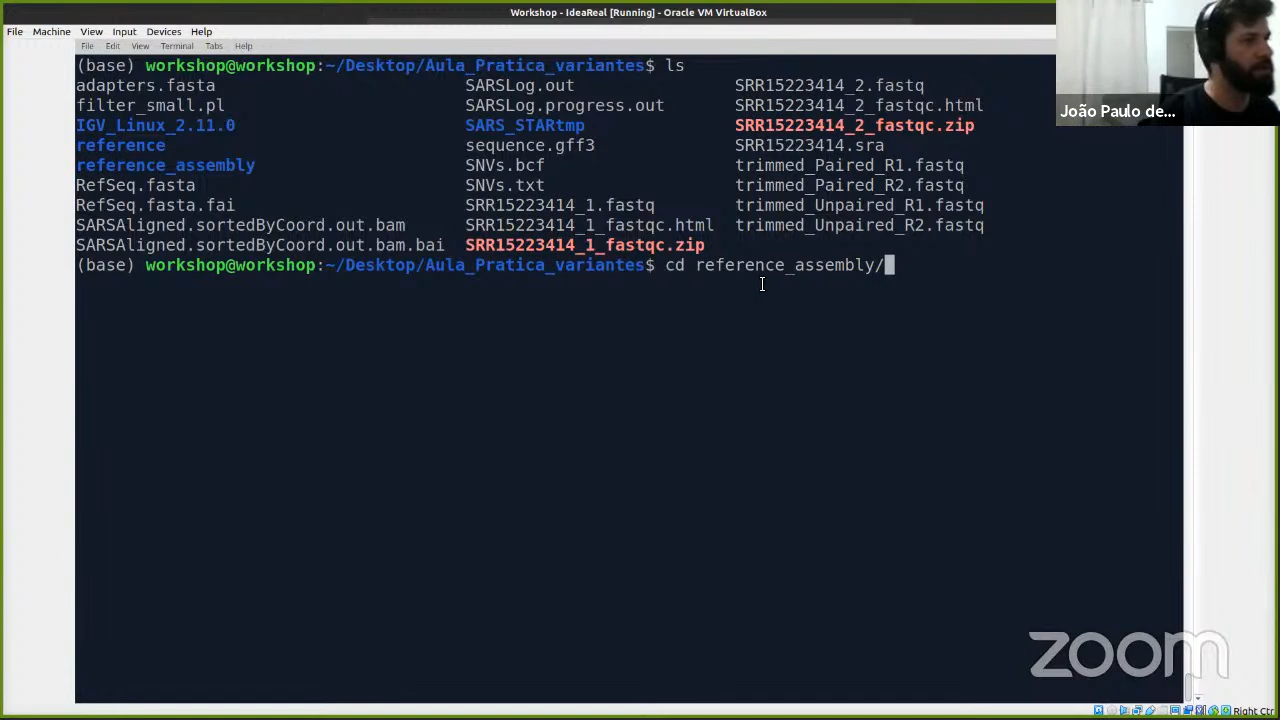 Workshop - IdeaReal [Running] - Oracle VM VirtualBox
File Machine View Input Devices Help
File Edit View Terminal Tabs Help
(base) workshop@workshop:~/Desktop/Aula_Pratica_variantes$ ls
adapters.fasta SARSLog.out SRR15223414_2.fastq
filter_small.pl SARSLog.progress.out SRR15223414_2_fastqc.html
IGV_Linux_2.11.0 SARS_STARtmp SRR15223414_2_fastqc.zip
reference sequence.gff3 SRR15223414.sra
reference_assembly SNVs.bcf trimmed_Paired_R1.fastq
RefSeq.fasta SNVs.txt trimmed_Paired_R2.fastq
RefSeq.fasta.fai SRR15223414_1.fastq trimmed_Unpaired_R1.fastq
SARSAligned.sortedByCoord.out.bam SRR15223414_1_fastqc.html trimmed_Unpaired_R2.fastq
SARSAligned.sortedByCoord.out.bam.bai SRR15223414_1_fastqc.zip
(base) workshop@workshop:~/Desktop/Aula_Pratica_variantes$ cd reference_assembly/
João Paulo de...
zoom
Right Ctr